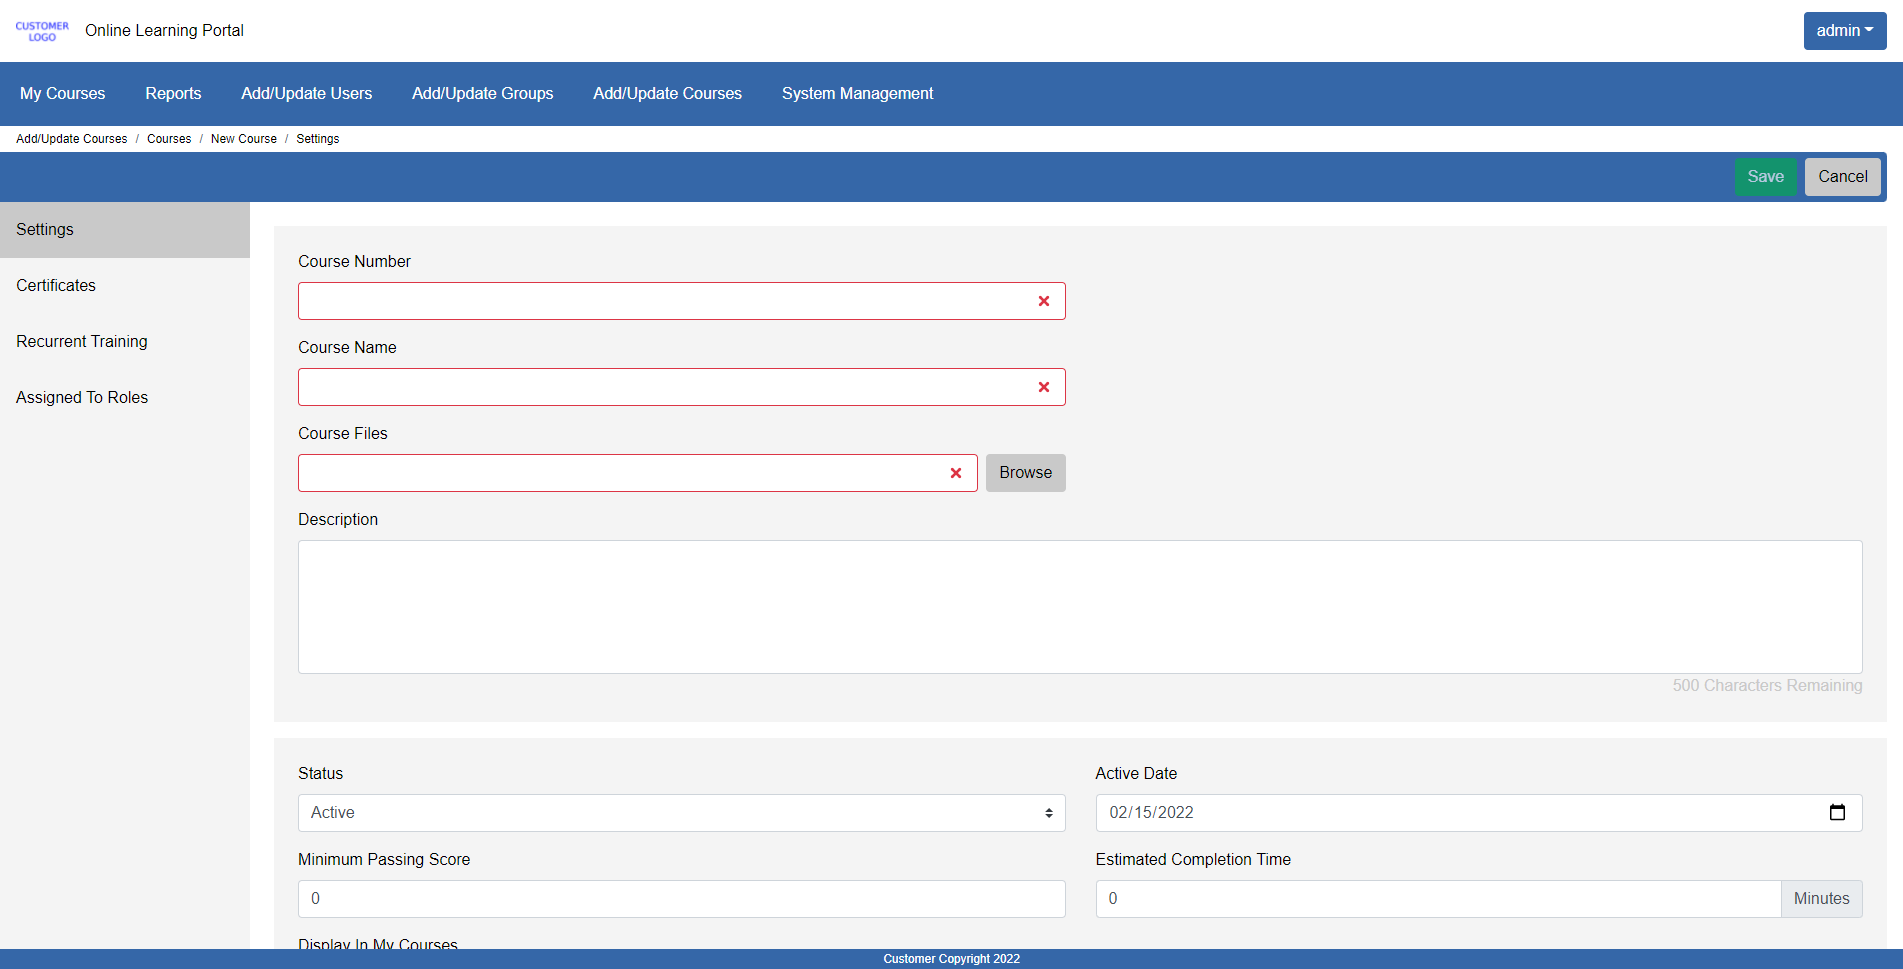 CUSTOMER
LOGO
Online Learning Portal
admin
My Courses Reports Add/Update Users Add/Update Groups Add/Update Courses System Management
Add/Update Courses / Courses / New Course / Settings
Save Cancel
Settings
Certificates
Recurrent Training
Assigned To Roles
Course Number
Course Name
Course Files
Browse
Description
500 Characters Remaining
Status Active Date
Active 02/15/2022
Minimum Passing Score Estimated Completion Time
0 0 Minutes
Display In My Courses
Customer Copyright 2022